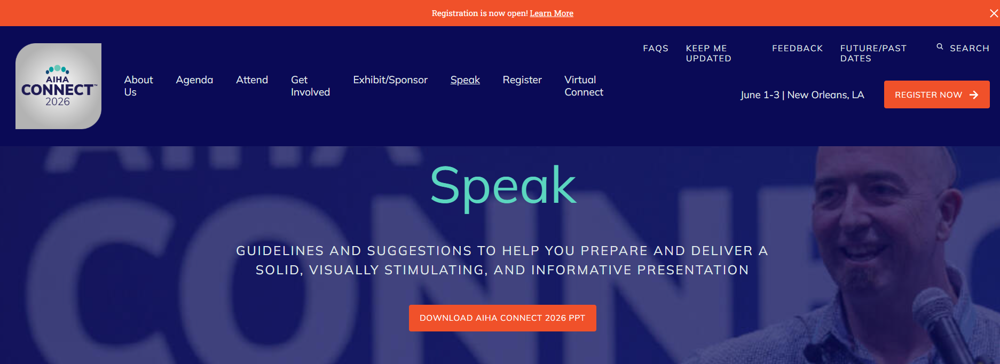 Registration is now open! Learn More
FAQS
KEEP ME
UPDATED
FEEDBACK
FUTURE/PAST
DATES
SEARCH
AIHA
CONNECT™
2026
About
Us
Agenda
Attend
Get
Involved
Exhibit/Sponsor
Speak
Register
Virtual
Connect
June 1-3 | New Orleans, LA
REGISTER NOW
Speak
GUIDELINES AND SUGGESTIONS TO HELP YOU PREPARE AND DELIVER A
SOLID, VISUALLY STIMULATING, AND INFORMATIVE PRESENTATION
DOWNLOAD AIHA CONNECT 2026 PPT
AIHA
CONNEC